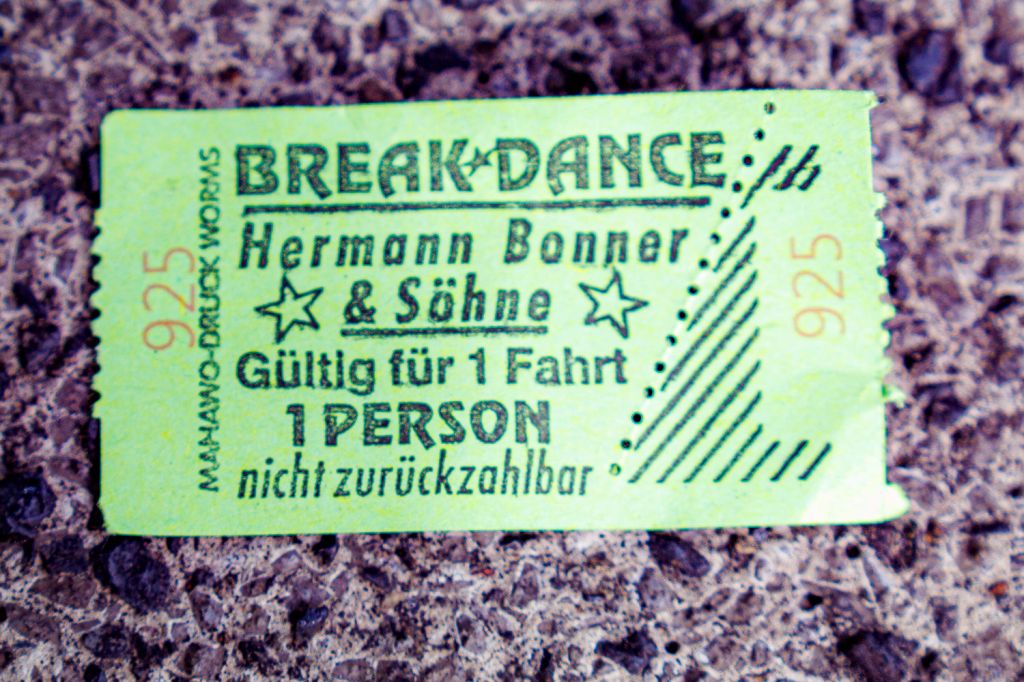 BREAK★DANCE
Hermann Bonner
& Söhne
Gültig für 1 Fahrt
1 PERSON
nicht zurückzahlbar
MAHAWO-DRUCK WORMS
925
925